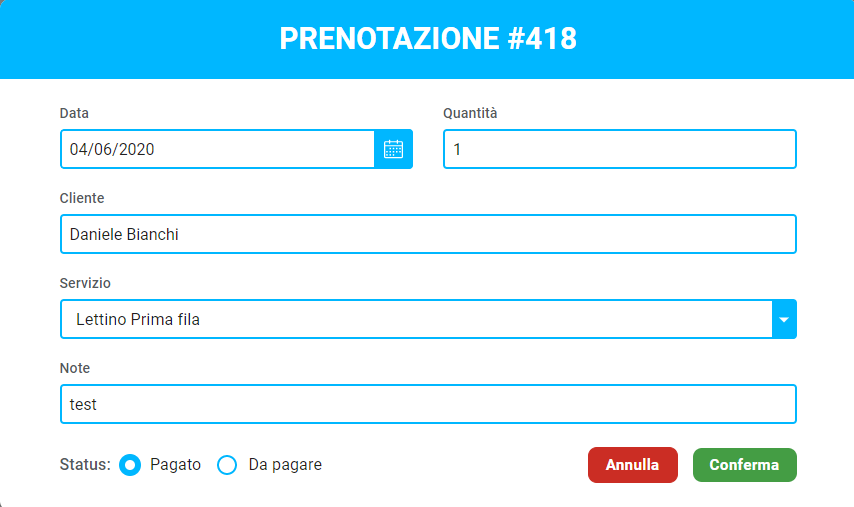 PRENOTAZIONE #418
Data
Quantità
04/06/2020
1
Cliente
Daniele Bianchi
Servizio
Lettino Prima fila
Note
test
Status: Pagato Da pagare
Annulla Conferma